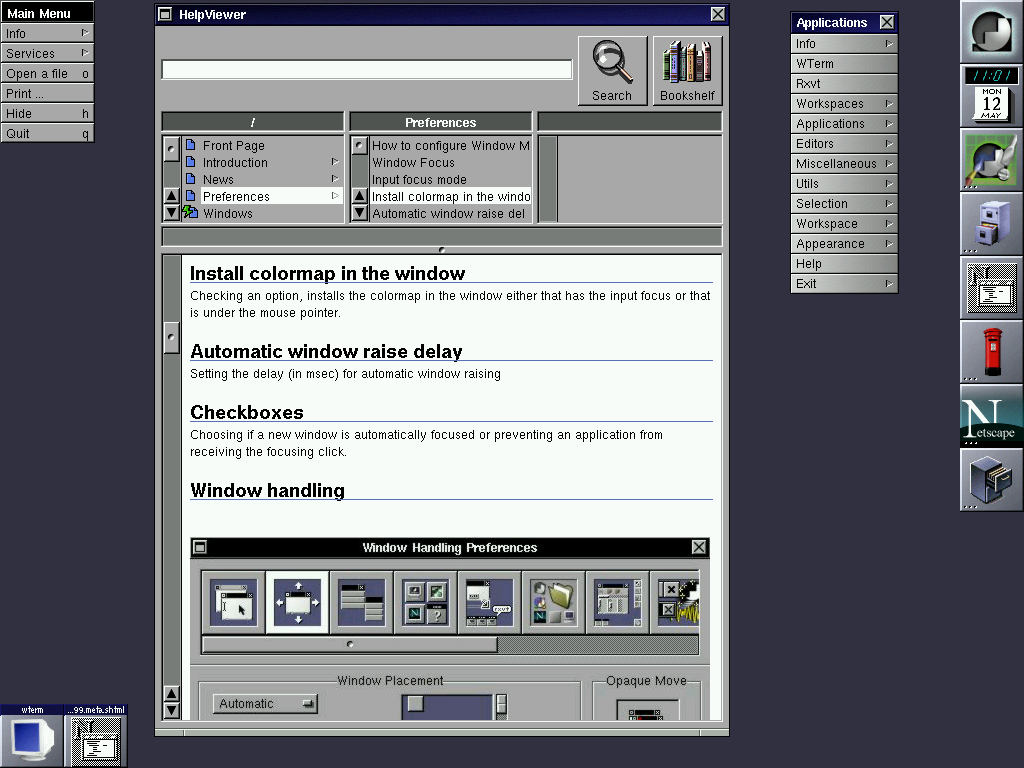 Main Menu
Info
Services
Open a file o
Print ...
Hide h
Quit q
HelpViewer
Search
Bookshelf
/
Preferences
Front Page
Introduction
News
Preferences
Windows
How to configure Window M
Window Focus
Input focus mode
Install colormap in the windo
Automatic window raise del
Install colormap in the window
Checking an option, installs the colormap in the window either that has the input focus or that
is under the mouse pointer.
Automatic window raise delay
Setting the delay (in msec) for automatic window raising
Checkboxes
Choosing if a new window is automatically focused or preventing an application from
receiving the focusing click.
Window handling
Window Handling Preferences
N
?
rxvt
N
Window Placement
Automatic
Opaque Move
Applications
Info
WTerm
Rxvt
Workspaces
Applications
Editors
Miscellaneous
Utils
Selection
Workspace
Appearance
Help
Exit
11:01
MON
12
MAY
N
Netscape
wterm
...99.meta.shtml
N